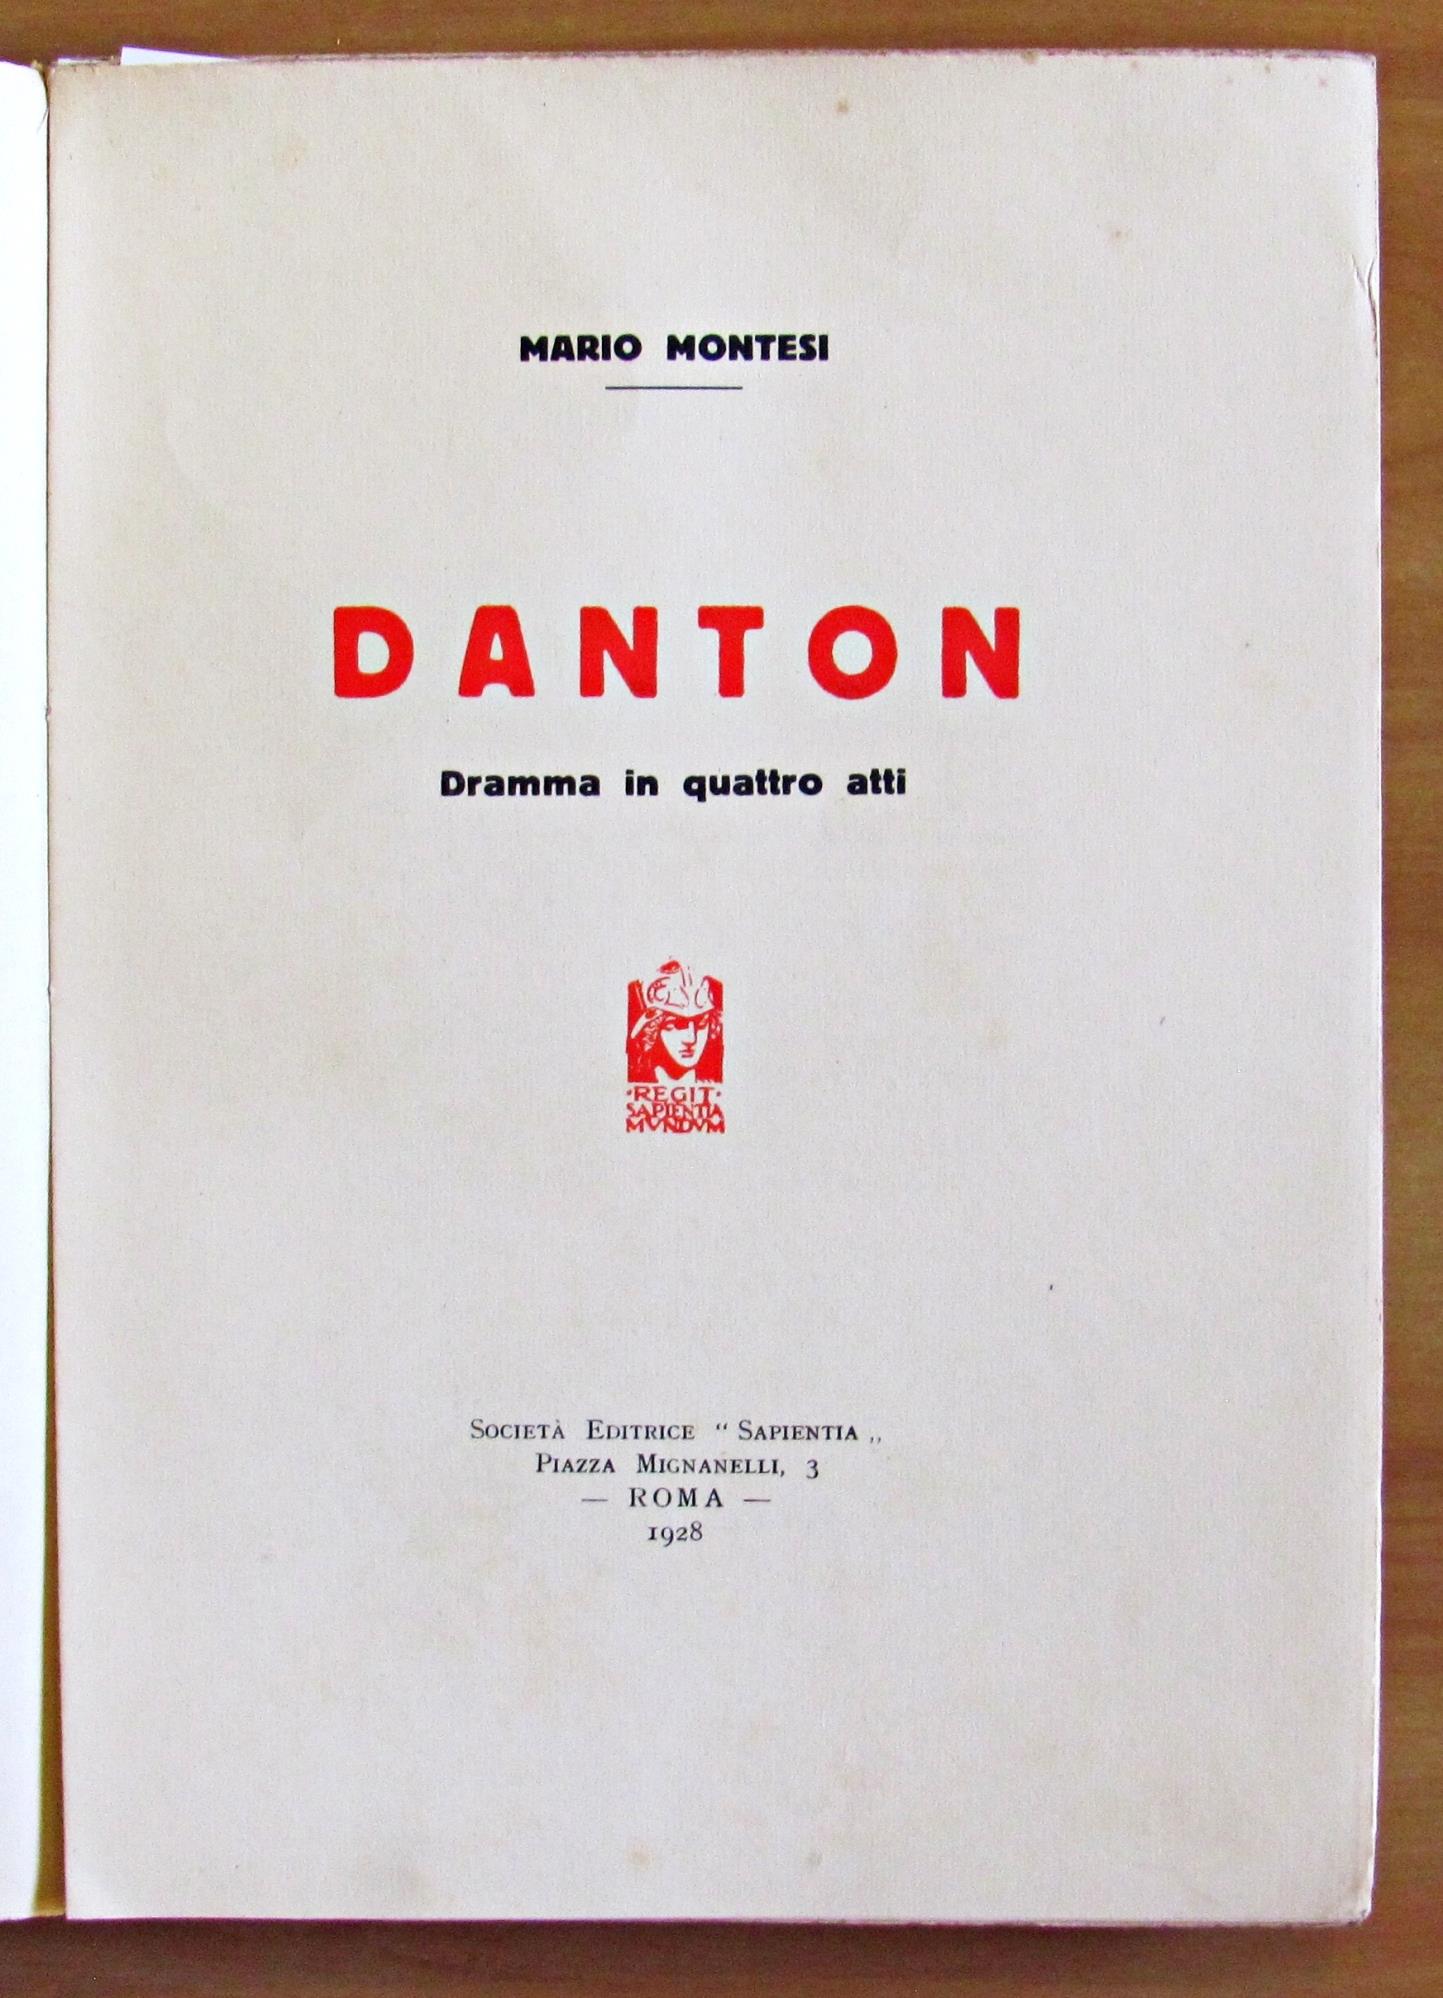 MARIO MONTESI
DANTON
Dramma in quattro atti
·REGIT·
SAPIENTIA
MVNDVM
SOCIETÀ EDITRICE “ SAPIENTIA „
PIAZZA MIGNANELLI, 3
— ROMA —
1928